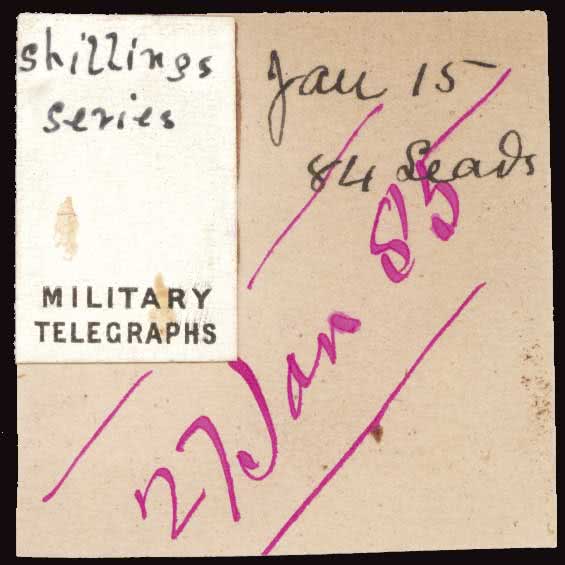 shillings
series
MILITARY
TELEGRAPHS
Jan 15
84 Leads
27 Jan 85